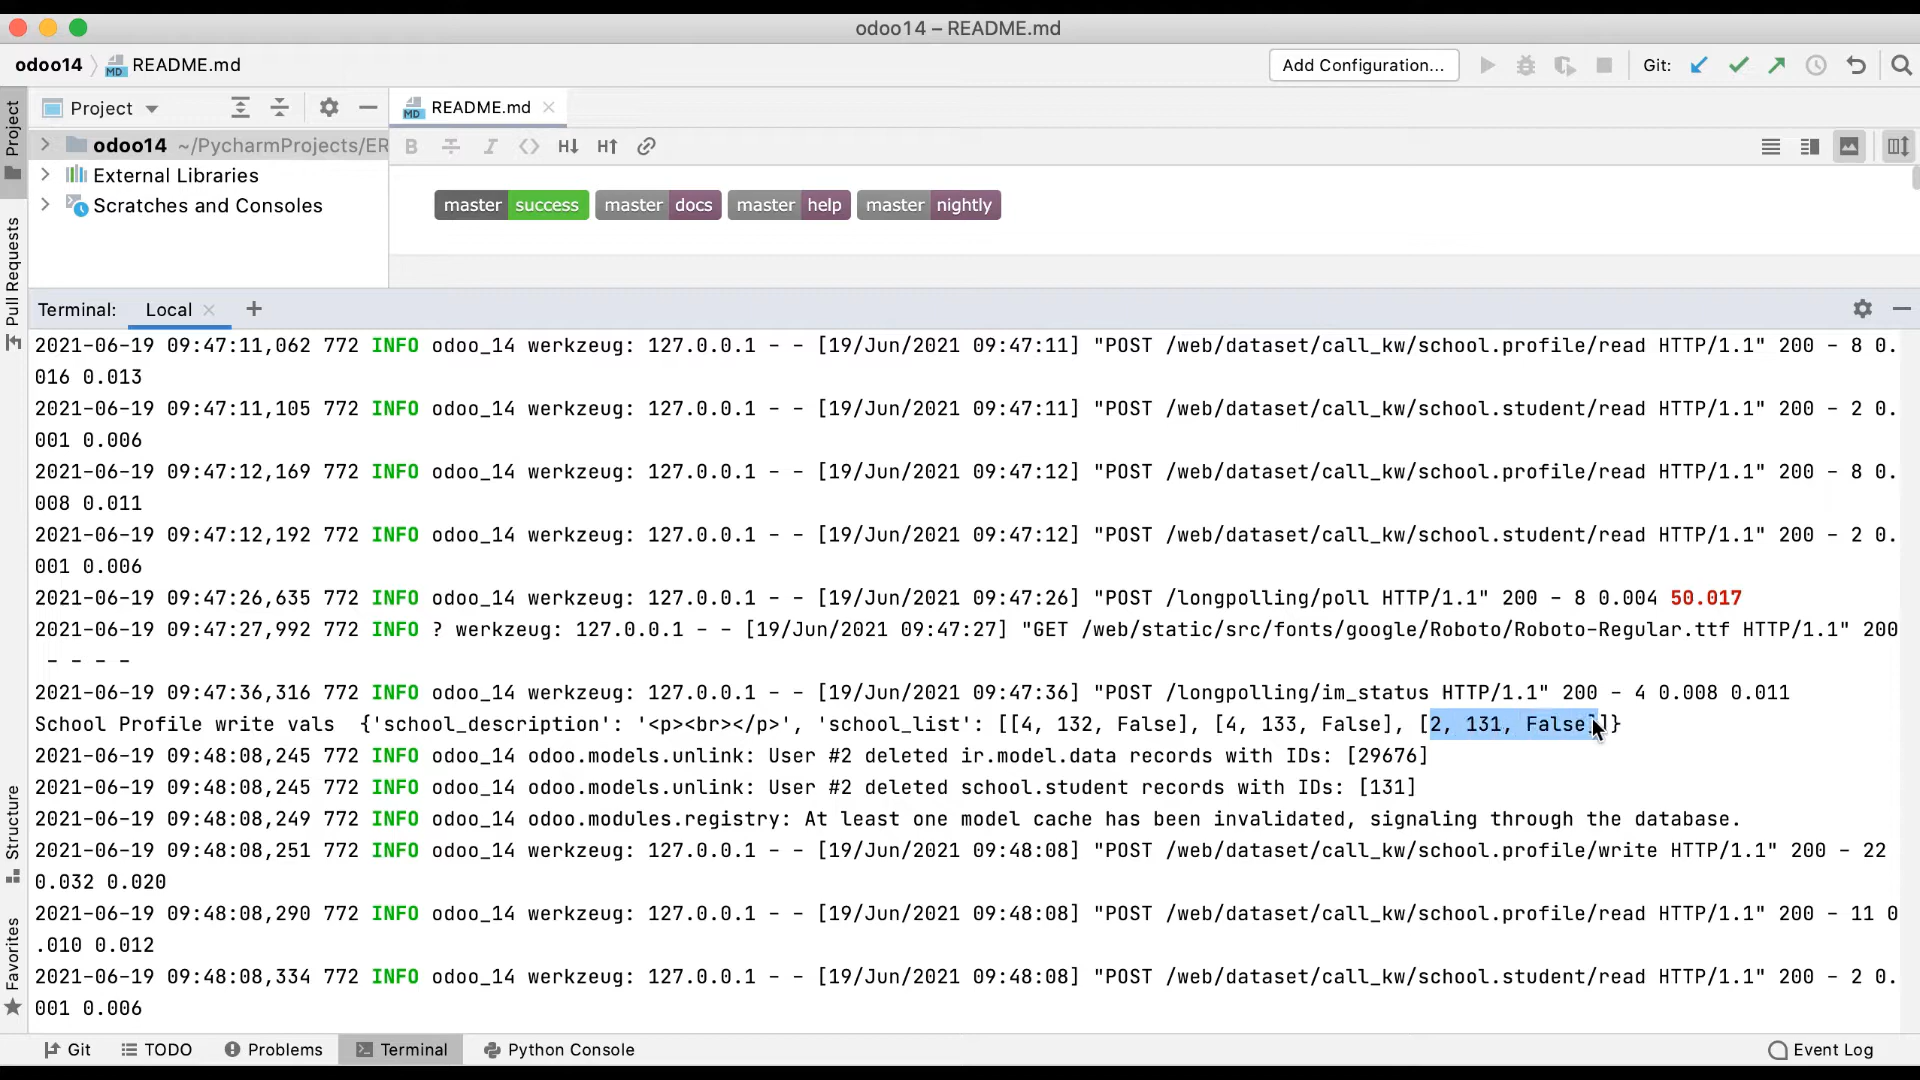 odoo14 – README.md
odoo14 README.md Add Configuration... Git:
Project README.md
odoo14 ~/PycharmProjects/ER
External Libraries
Scratches and Consoles
master success master docs master help master nightly
Project
Pull Requests
Structure
Favorites
Terminal: Local
2021-06-19 09:47:11,062 772 INFO odoo_14 werkzeug: 127.0.0.1 - - [19/Jun/2021 09:47:11] "POST /web/dataset/call_kw/school.profile/read HTTP/1.1" 200 - 8 0.
016 0.013
2021-06-19 09:47:11,105 772 INFO odoo_14 werkzeug: 127.0.0.1 - - [19/Jun/2021 09:47:11] "POST /web/dataset/call_kw/school.student/read HTTP/1.1" 200 - 2 0.
001 0.006
2021-06-19 09:47:12,169 772 INFO odoo_14 werkzeug: 127.0.0.1 - - [19/Jun/2021 09:47:12] "POST /web/dataset/call_kw/school.profile/read HTTP/1.1" 200 - 8 0.
008 0.011
2021-06-19 09:47:12,192 772 INFO odoo_14 werkzeug: 127.0.0.1 - - [19/Jun/2021 09:47:12] "POST /web/dataset/call_kw/school.student/read HTTP/1.1" 200 - 2 0.
001 0.006
2021-06-19 09:47:26,635 772 INFO odoo_14 werkzeug: 127.0.0.1 - - [19/Jun/2021 09:47:26] "POST /longpolling/poll HTTP/1.1" 200 - 8 0.004 50.017
2021-06-19 09:47:27,992 772 INFO ? werkzeug: 127.0.0.1 - - [19/Jun/2021 09:47:27] "GET /web/static/src/fonts/google/Roboto/Roboto-Regular.ttf HTTP/1.1" 200
- - - -
2021-06-19 09:47:36,316 772 INFO odoo_14 werkzeug: 127.0.0.1 - - [19/Jun/2021 09:47:36] "POST /longpolling/im_status HTTP/1.1" 200 - 4 0.008 0.011
School Profile write vals {'school_description': '<p><br></p>', 'school_list': [[4, 132, False], [4, 133, False], [2, 131, False]]}
2021-06-19 09:48:08,245 772 INFO odoo_14 odoo.models.unlink: User #2 deleted ir.model.data records with IDs: [29676]
2021-06-19 09:48:08,245 772 INFO odoo_14 odoo.models.unlink: User #2 deleted school.student records with IDs: [131]
2021-06-19 09:48:08,249 772 INFO odoo_14 odoo.modules.registry: At least one model cache has been invalidated, signaling through the database.
2021-06-19 09:48:08,251 772 INFO odoo_14 werkzeug: 127.0.0.1 - - [19/Jun/2021 09:48:08] "POST /web/dataset/call_kw/school.profile/write HTTP/1.1" 200 - 22
0.032 0.020
2021-06-19 09:48:08,290 772 INFO odoo_14 werkzeug: 127.0.0.1 - - [19/Jun/2021 09:48:08] "POST /web/dataset/call_kw/school.profile/read HTTP/1.1" 200 - 11 0
.010 0.012
2021-06-19 09:48:08,334 772 INFO odoo_14 werkzeug: 127.0.0.1 - - [19/Jun/2021 09:48:08] "POST /web/dataset/call_kw/school.student/read HTTP/1.1" 200 - 2 0.
001 0.006
Git TODO Problems Terminal Python Console Event Log